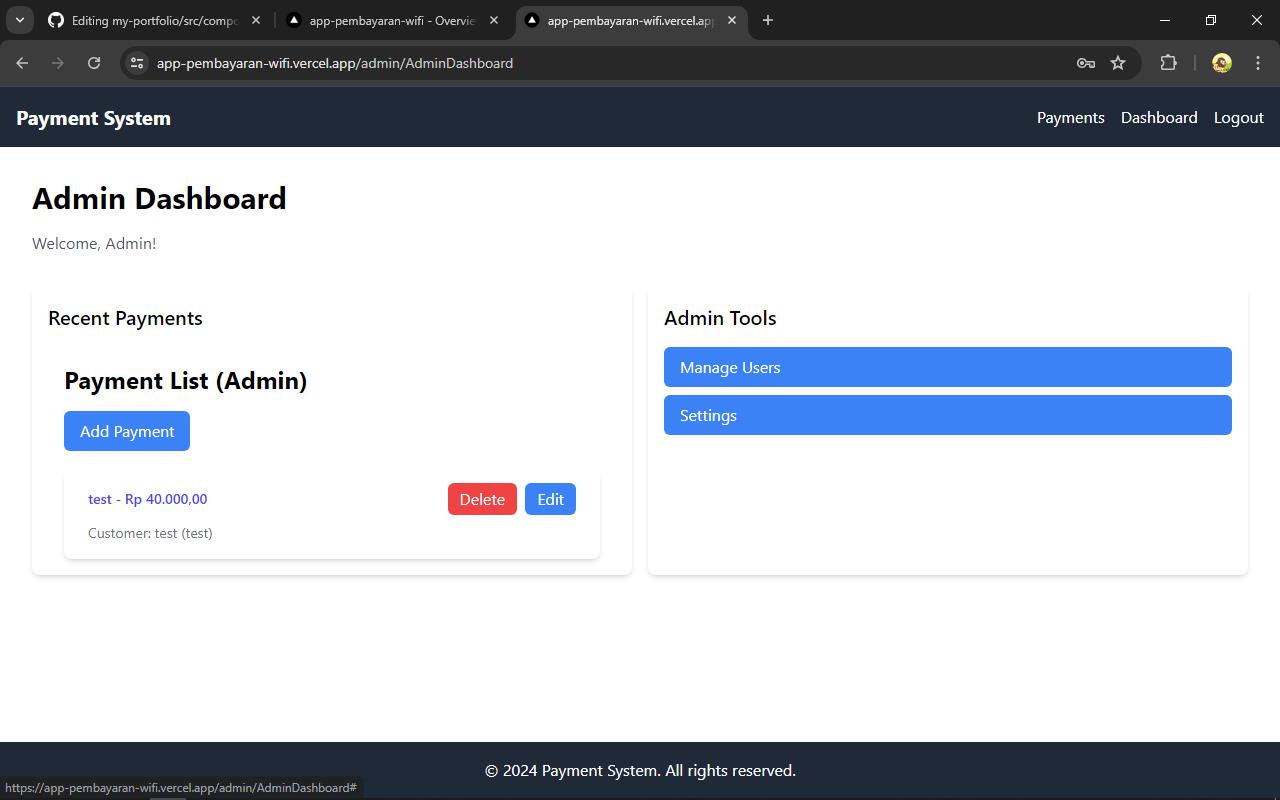 Editing my-portfolio/src/compo
app-pembayaran-wifi - Overvie
app-pembayaran-wifi.vercel.app
app-pembayaran-wifi.vercel.app/admin/AdminDashboard
Payment System
Payments
Dashboard
Logout
Admin Dashboard
Welcome, Admin!
Recent Payments
Payment List (Admin)
Add Payment
test - Rp 40.000,00
Delete
Edit
Customer: test (test)
Admin Tools
Manage Users
Settings
© 2024 Payment System. All rights reserved.
https://app-pembayaran-wifi.vercel.app/admin/AdminDashboard#